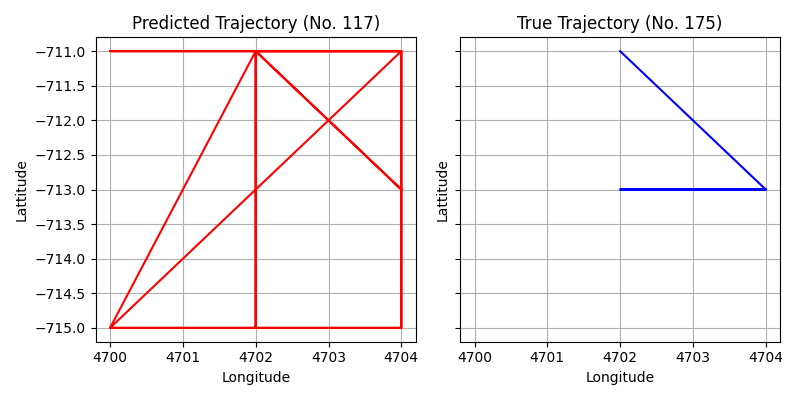 Predicted Trajectory (No. 117)
True Trajectory (No. 175)
−711.0
−711.5
−712.0
−712.5
−713.0
−713.5
−714.0
−714.5
−715.0
Lattitude
Lattitude
4700 4701 4702 4703 4704
4700 4701 4702 4703 4704
Longitude
Longitude